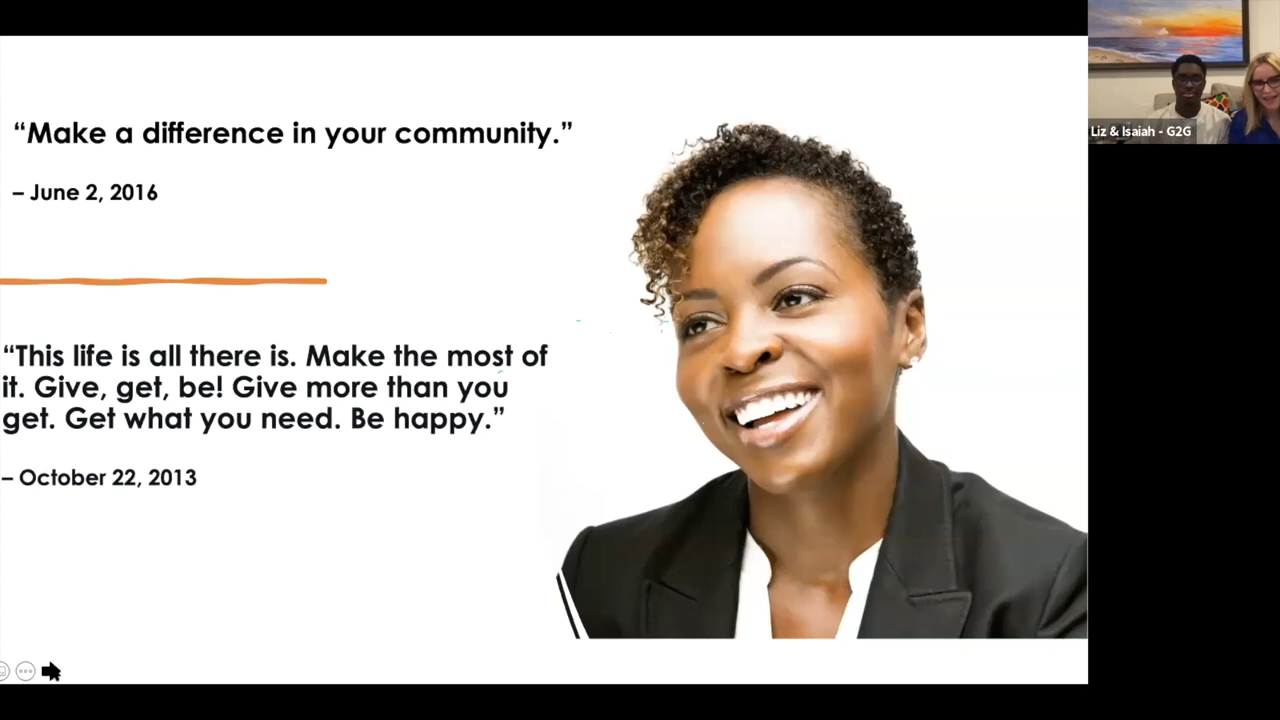 “Make a difference in your community.”
– June 2, 2016
“This life is all there is. Make the most of
it. Give, get, be! Give more than you
get. Get what you need. Be happy.”
– October 22, 2013
Liz & Isaiah - G2G